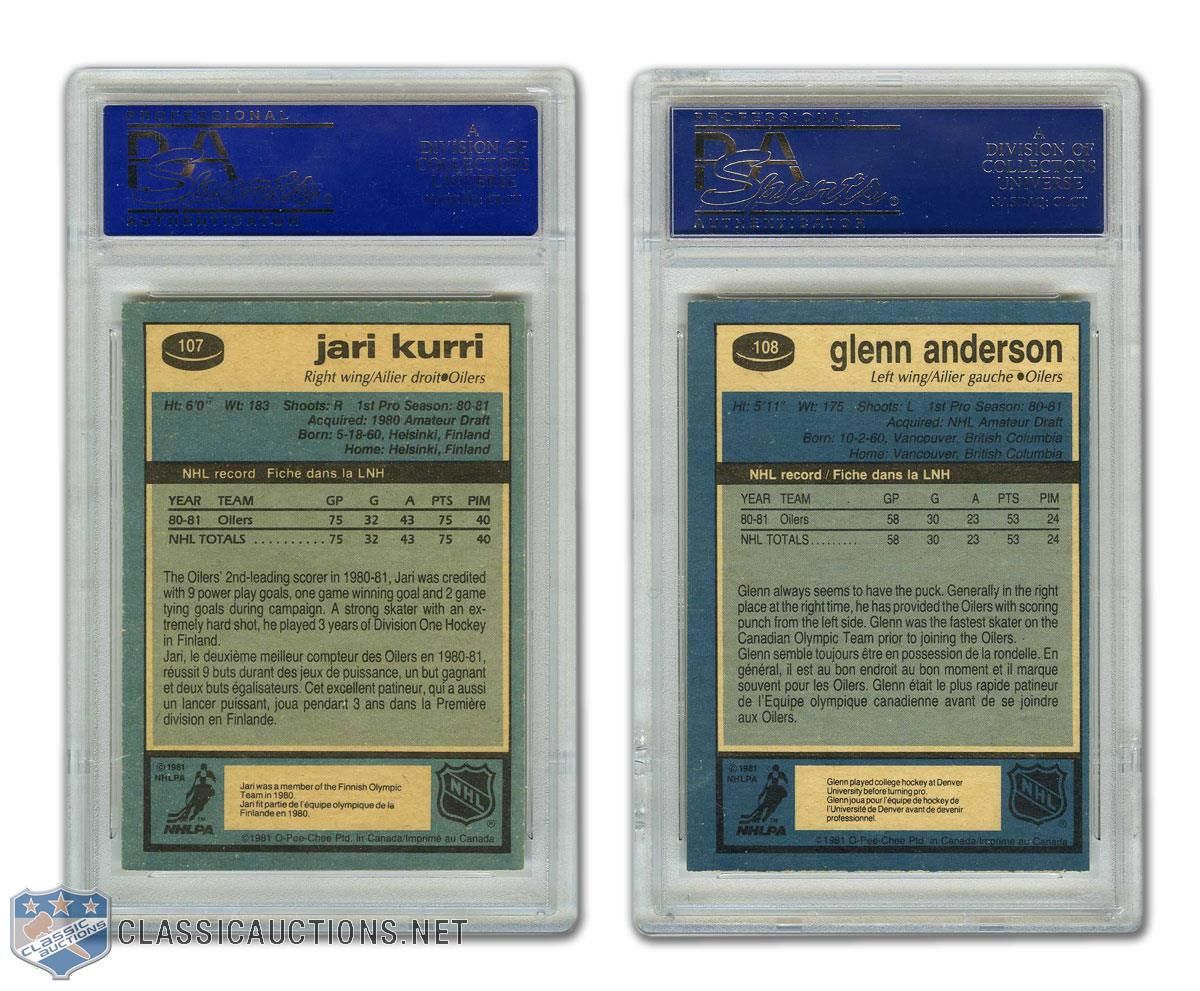 PROFESSIONAL
PSA
Sports
AUTHENTICATOR
A
DIVISION OF
COLLECTORS
UNIVERSE
NASDAQ: CLCT
107
jari kurri
Right wing/Ailier droit●Oilers
Ht: 6'0" Wt: 183 Shoots: R 1st Pro Season: 80-81
Acquired: 1980 Amateur Draft
Born: 5-18-60, Helsinki, Finland
Home: Helsinki, Finland
NHL record Fiche dans la LNH
YEAR TEAM GP G A PTS PIM
80-81 Oilers 75 32 43 75 40
NHL TOTALS .......... 75 32 43 75 40
The Oilers' 2nd-leading scorer in 1980-81, Jari was credited
with 9 power play goals, one game winning goal and 2 game
tying goals during campaign. A strong skater with an ex-
tremely hard shot, he played 3 years of Division One Hockey
in Finland.
Jari, le deuxième meilleur compteur des Oilers en 1980-81,
réussit 9 buts durant des jeux de puissance, un but gagnant
et deux buts égalisateurs. Cet excellent patineur, qui a aussi
un lancer puissant, joua pendant 3 ans dans la Première
division en Finlande.
©1981
NHLPA
NHLPA
™
Jari was a member of the Finnish Olympic
Team in 1980.
Jari fit partie de l'équipe olympique de la
Finlande en 1980.
NHL
®
©1981 O-Pee-Chee Ptd. in Canada/Imprimé au Canada
PROFESSIONAL
PSA
Sports®
AUTHENTICATOR
A
DIVISION OF
COLLECTORS
UNIVERSE
NASDAQ: CLCT
108
glenn anderson
Left wing/Ailier gauche ●Oilers
Ht: 5'11" Wt: 175 Shoots: L 1st Pro Season: 80-81
Acquired: NHL Amateur Draft
Born: 10-2-60, Vancouver, British Columbia
Home: Vancouver, British Columbia
NHL record / Fiche dans la LNH
YEAR TEAM GP G A PTS PIM
80-81 Oilers 58 30 23 53 24
NHL TOTALS......... 58 30 23 53 24
Glenn always seems to have the puck. Generally in the right
place at the right time, he has provided the Oilers with scoring
punch from the left side. Glenn was the fastest skater on the
Canadian Olympic Team prior to joining the Oilers.
Glenn semble toujours être en possession de la rondelle. En
général, il est au bon endroit au bon moment et il marque
souvent pour les Oilers. Glenn était le plus rapide patineur
de l'Equipe olympique canadienne avant de se joindre
aux Oilers.
©1981
NHLPA
NHLPA
™
Glenn played college hockey at Denver
University before turning pro.
Glenn joua pour l'équipe de hockey de
l'Université de Denver avant de devenir
professionnel.
NHL
®
©1981 O-Pee-Chee Ptd. in Canada/Imprimé au Canada
CLASSIC
AUCTIONS
CLASSICAUCTIONS.NET